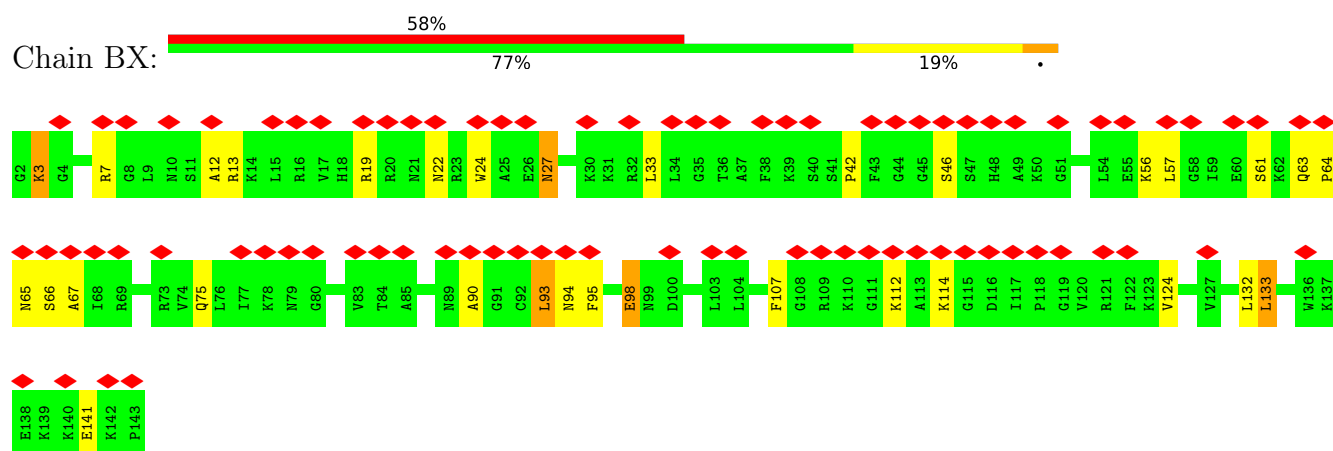 58%
Chain BX:
77% 19% •
G2 K3 G4 R7 G8 L9 N10 S11 A12 R13 K14 L15 R16 V17 H18 R19 R20 N21 N22 R23 W24 A25 E26 N27 K30 K31 R32 L33 L34 G35 T36 A37 F38 K39 S40 S41 P42 F43 G44 G45 S46 S47 H48 A49 K50 G51 L54 E55 K56 L57 G58 I59 E60 S61 K62 Q63 P64
N65 S66 A67 I68 R69 R73 V74 Q75 L76 I77 K78 N79 G80 V83 T84 A85 N89 A90 G91 C92 L93 N94 F95 E98 N99 D100 L103 L104 F107 G108 R109 K110 G111 K112 A113 K114 G115 D116 I117 P118 G119 V120 R121 F122 K123 V124 V127 L132 L133 W136 K137
E138 K139 K140 E141 K142 P143